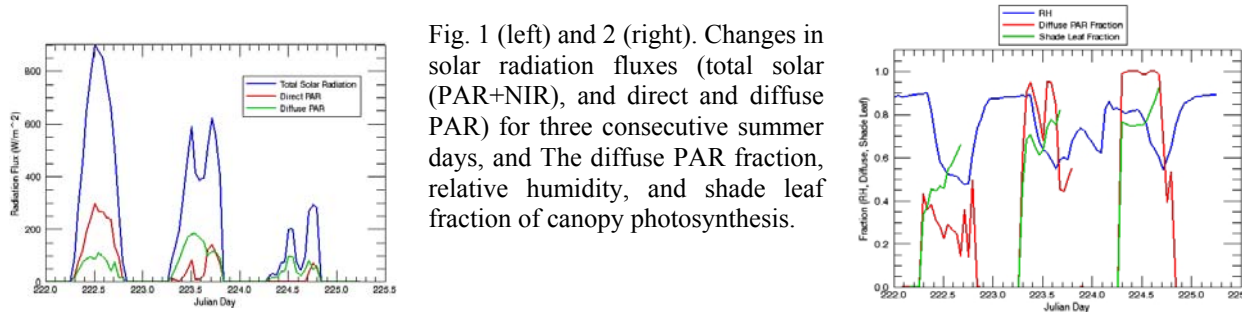 800
600
400
200
0
222.0
222.5
223.0
223.5
224.0
224.5
225.0
225.5
Radiation Flux (W/m^2)
Julian Day
Total Solar Radiation
Direct PAR
Diffuse PAR
Fig. 1 (left) and 2 (right). Changes in
solar radiation fluxes (total solar
(PAR+NIR), and direct and diffuse
PAR) for three consecutive summer
days, and The diffuse PAR fraction,
relative humidity, and shade leaf
fraction of canopy photosynthesis.
RH
Diffuse PAR Fraction
Shade Leaf Fraction
1.0
0.8
0.6
0.4
0.2
0.0
222.0
222.5
223.0
223.5
224.0
224.5
225.0
Fraction (RH, Diffuse, Shade Leaf)
Julian Day